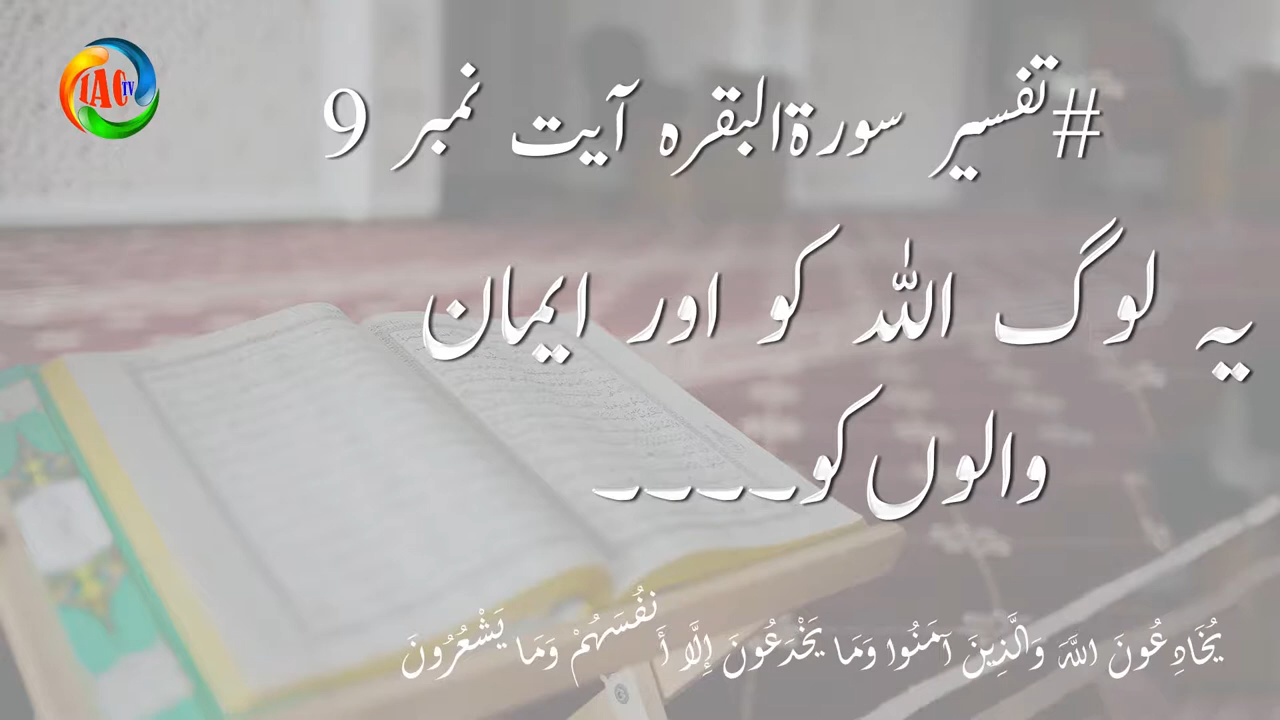 1AC TV
#تفسیر سورۃالبقرہ آیت نمبر 9
یہ لوگ اللہ کو اور ایمان
والوں کو۔۔۔۔
يُخَادِعُونَ اللَّهَ وَالَّذِينَ آمَنُوا وَمَا يَخْدَعُونَ إِلَّا أَنفُسَهُمْ وَمَا يَشْعُرُونَ